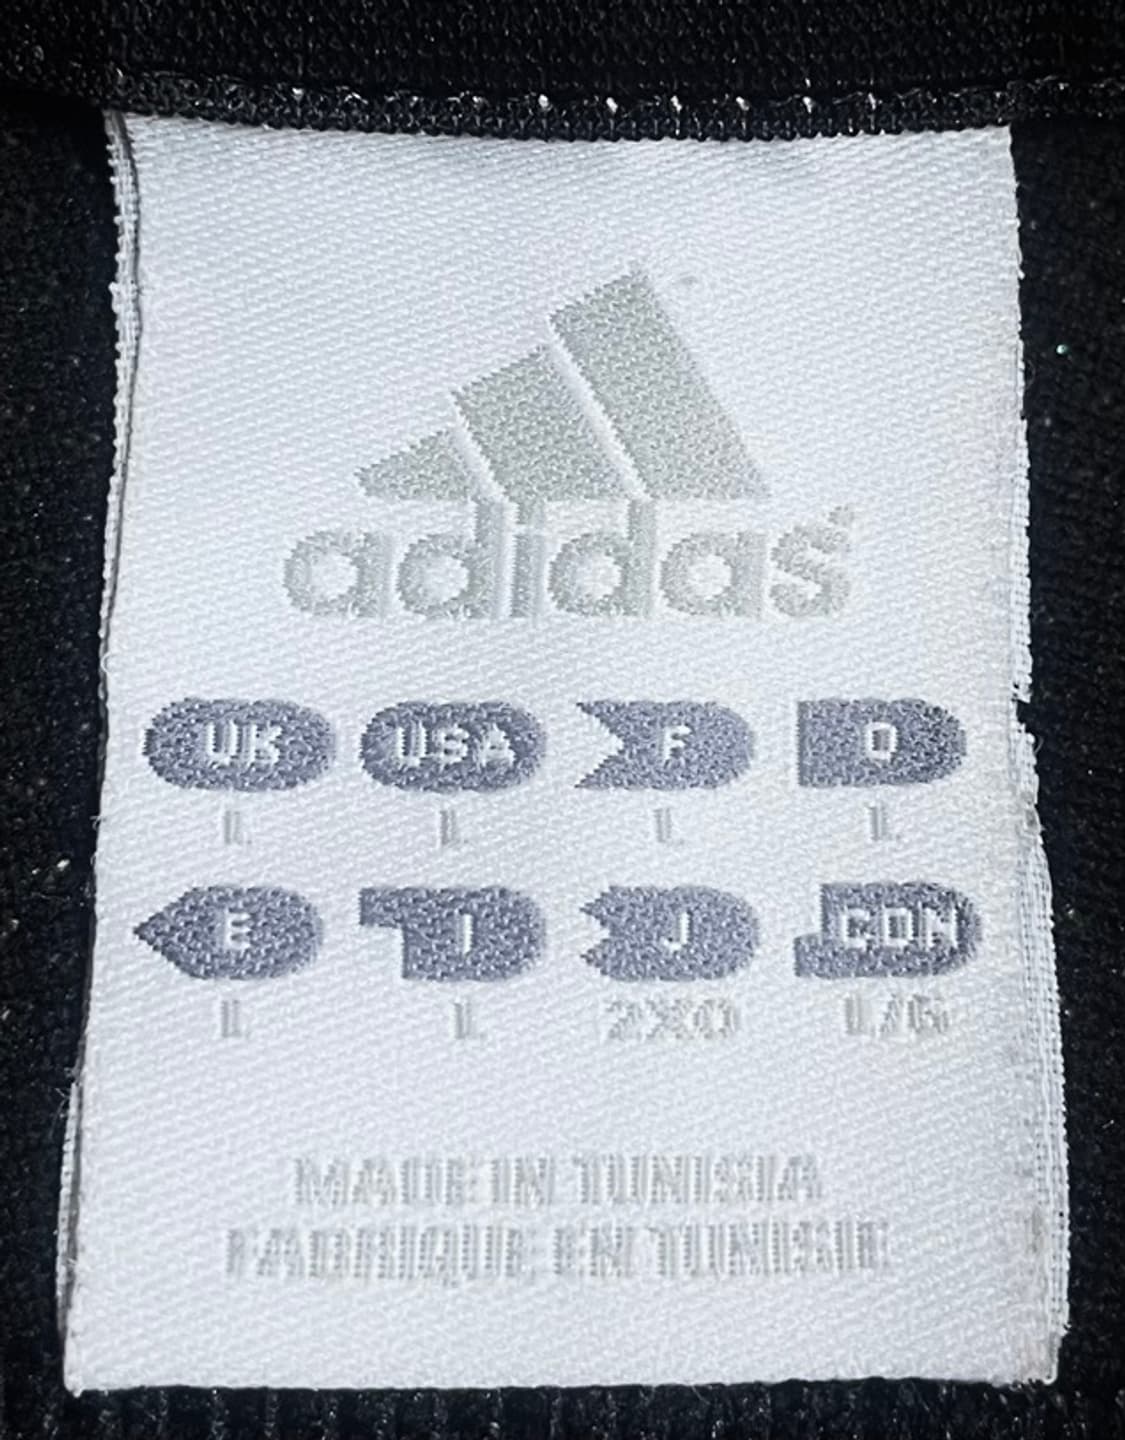 adidas
UK USA F D
L L L L
E I J CDN
L L 2XO L/G
MADE IN TUNISIA
FABRIQUE EN TUNISIE